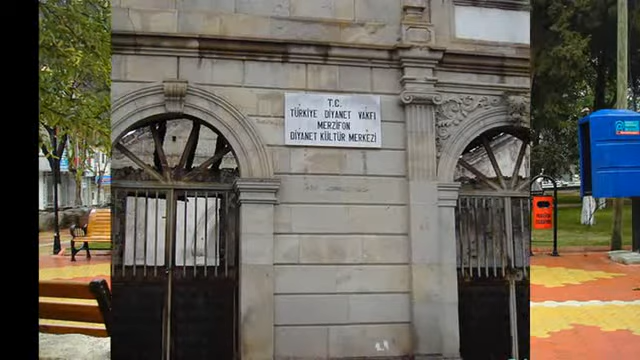 T.C.
TÜRKİYE DİYANET VAKFI
MERZİFON
DİYANET KÜLTÜR MERKEZİ